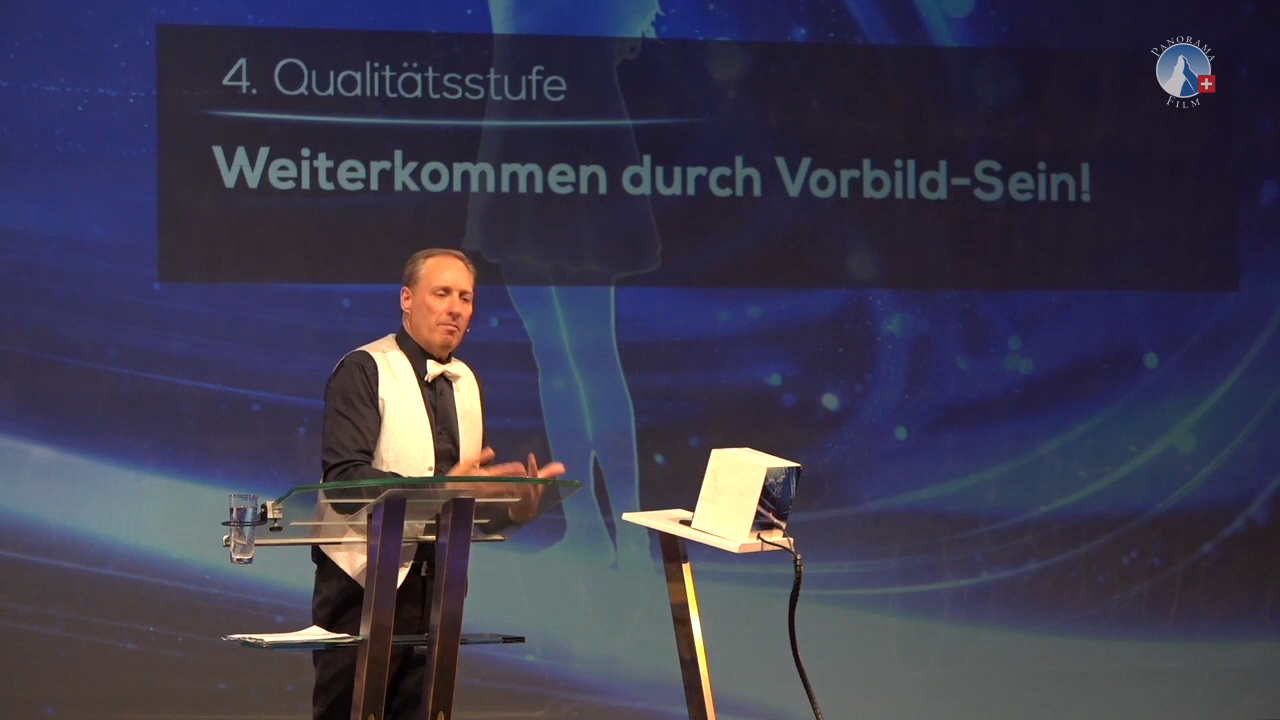 4. Qualitätsstufe
Weiterkommen durch Vorbild-Sein!
PANORAMA
FILM